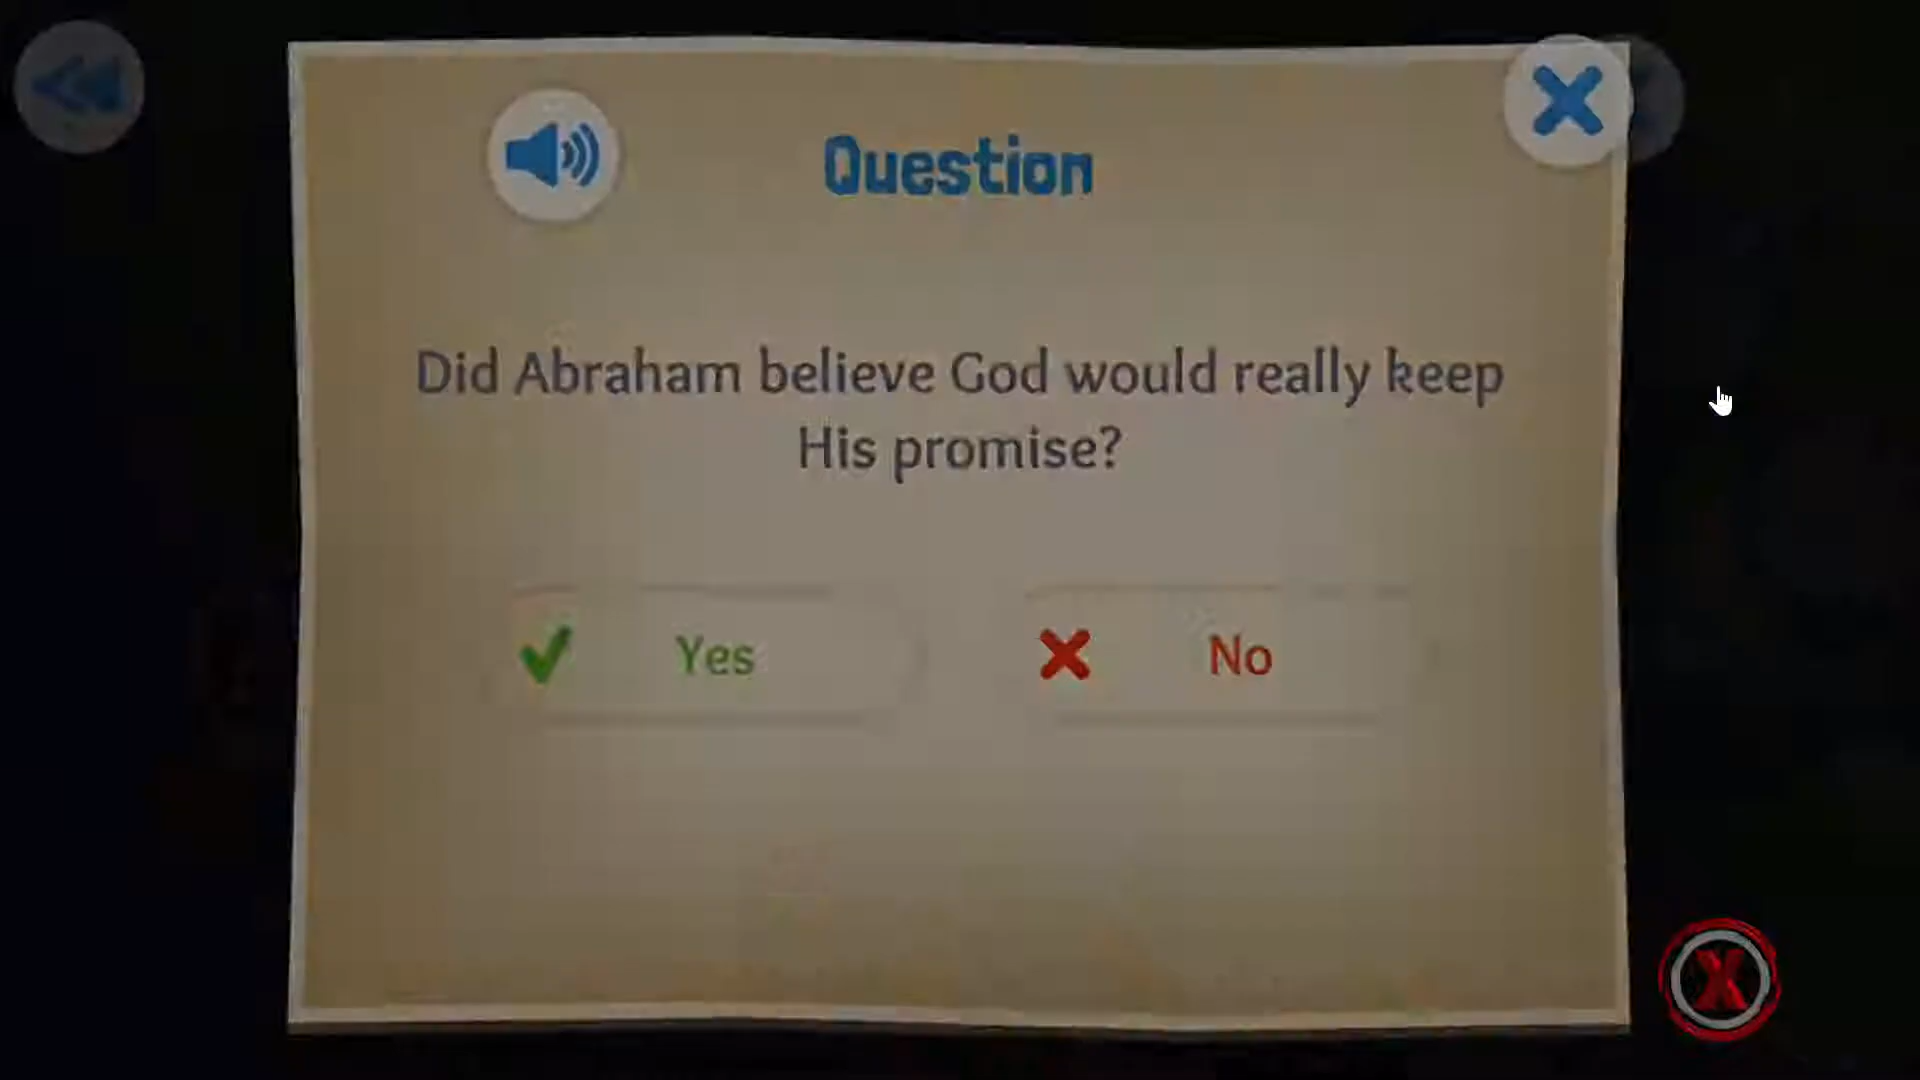 Question
Did Abraham believe God would really keep
His promise?
Yes
No
X